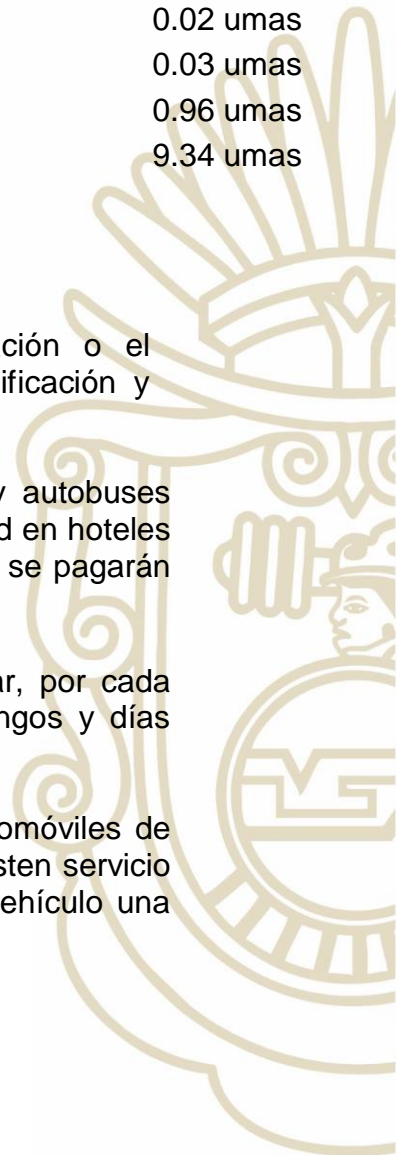 0.02 umas
0.03 umas
0.96 umas
9.34 umas
ción o el
ificación y
y autobuses
d en hoteles
se pagarán
ar, por cada
ngos y días
tomóviles de
sten servicio
ehículo una